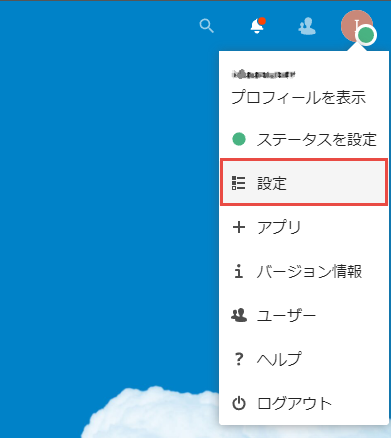 I
プロフィールを表示
ステータスを設定
設定
アプリ
バージョン情報
ユーザー
ヘルプ
ログアウト